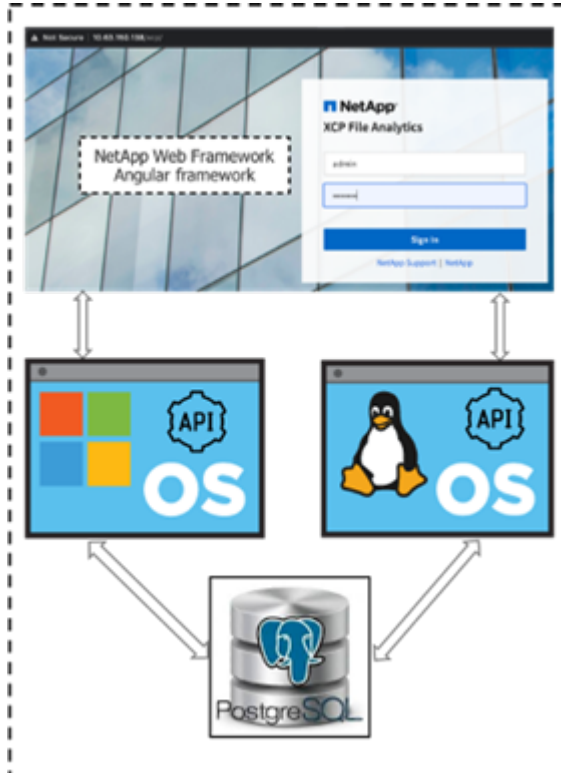 Not Secure
NetApp
XCP File Analytics
NetApp Web Framework
Angular framework
admin
Sign In
NetApp Support | NetApp
API
OS
API
OS
PostgreSQL